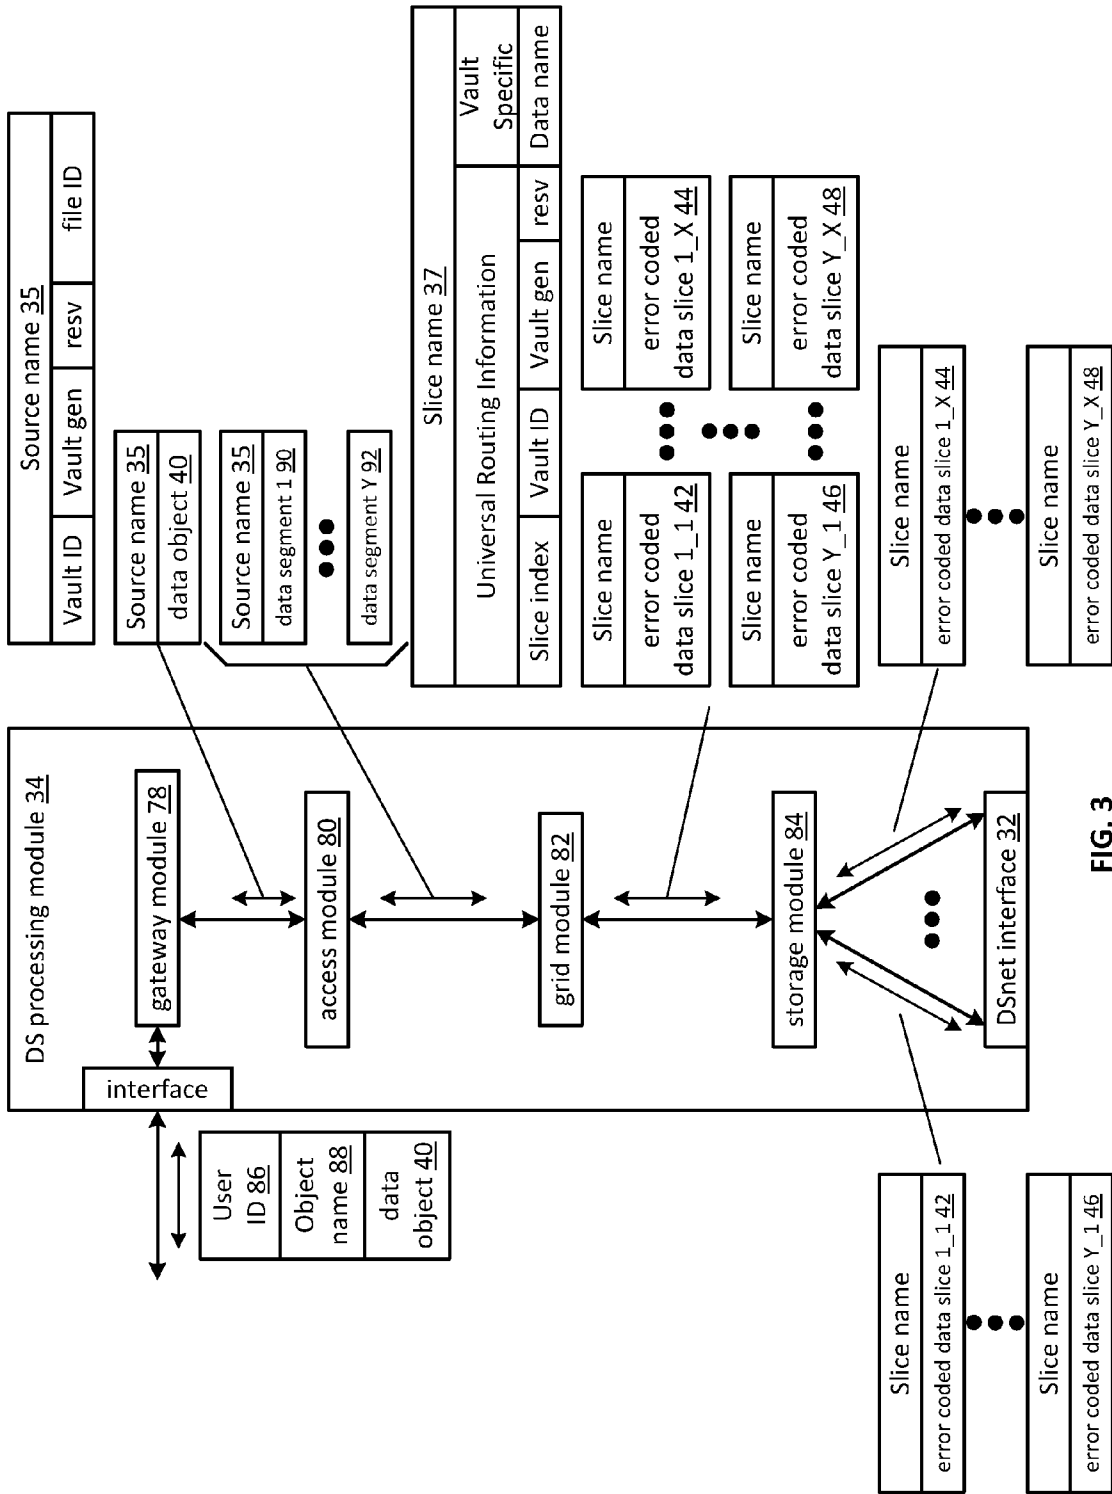 Source name 35
Vault ID
Vault gen
resv
file ID
Source name 35
data object 40
Source name 35
data segment 1 90
data segment Y 92
Slice name 37
Universal Routing Information
Vault
Specific
Slice index
Vault ID
Vault gen
resv
Data name
Slice name
error coded
data slice 1_1 42
Slice name
error coded
data slice 1_X 44
Slice name
error coded
data slice Y_1 46
Slice name
error coded
data slice Y_X 48
DS processing module 34
interface
gateway module 78
access module 80
grid module 82
storage module 84
DSnet interface 32
User
ID 86
Object
name 88
data
object 40
Slice name
error coded data slice 1_1 42
Slice name
error coded data slice Y_1 46
Slice name
error coded data slice 1_X 44
Slice name
error coded data slice Y_X 48
FIG. 3